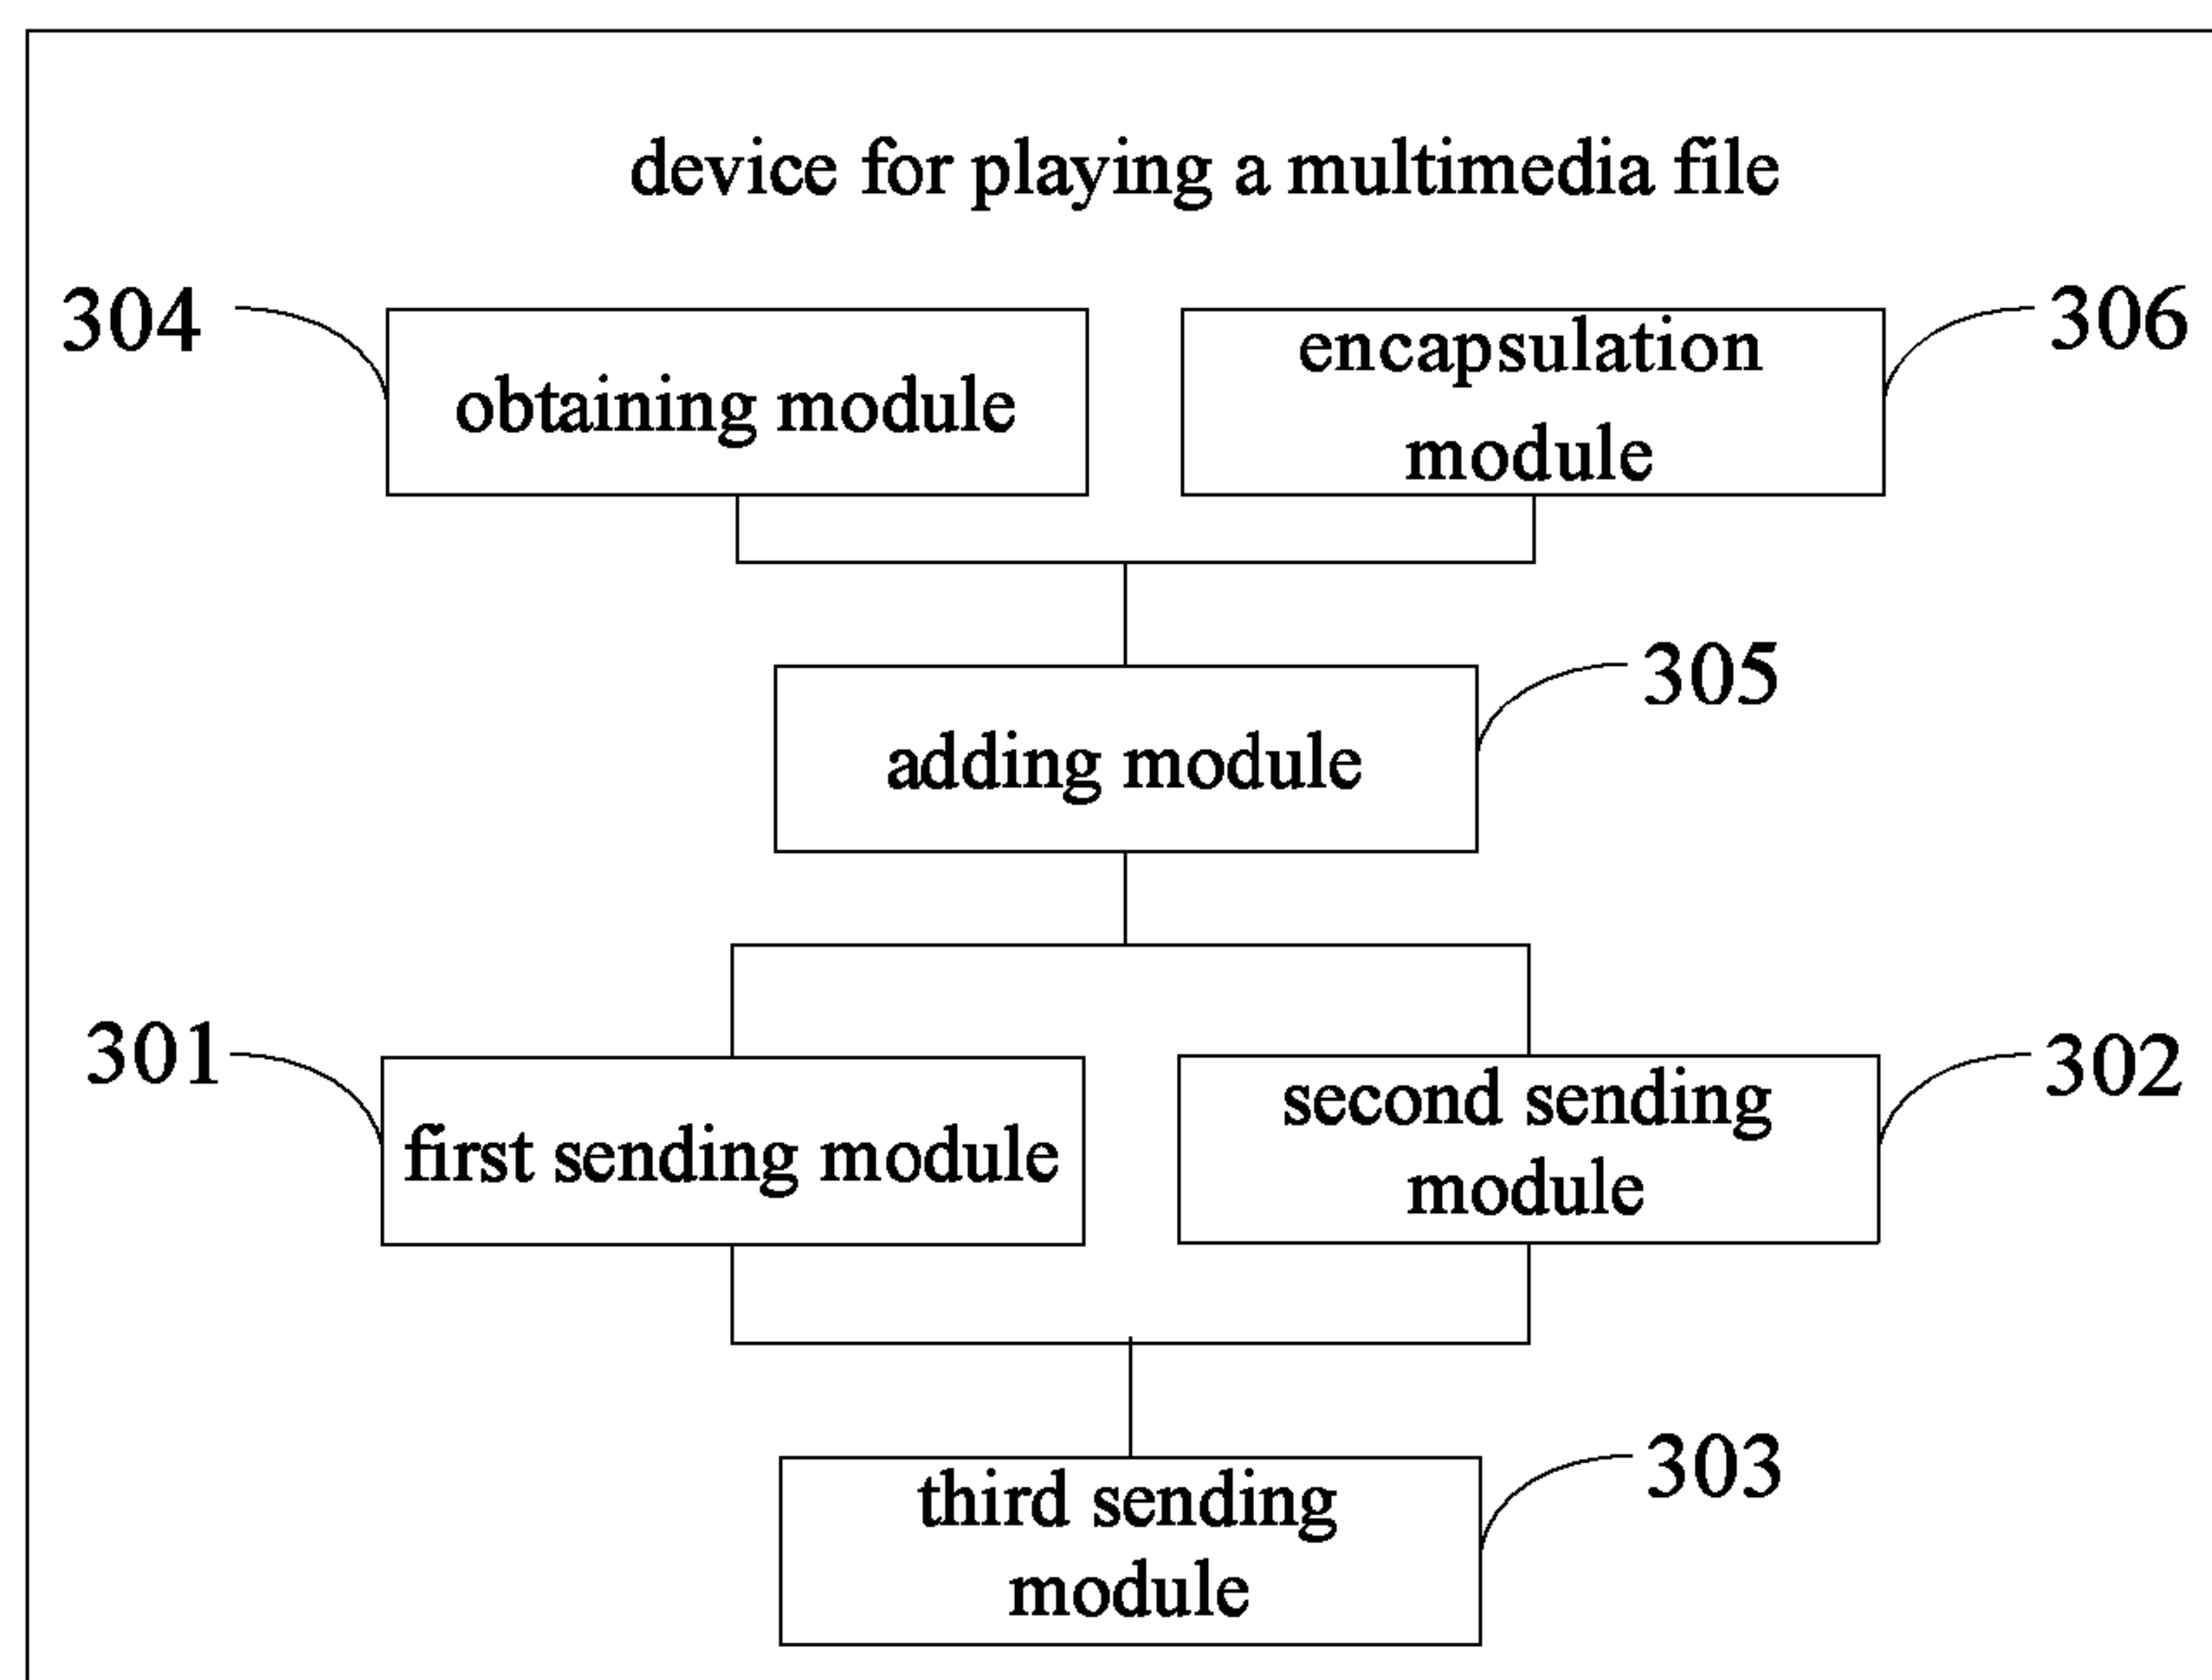 device for playing a multimedia file
304
306
obtaining module
encapsulation
module
305
adding module
301
302
first sending module
second sending
module
303
third sending
module